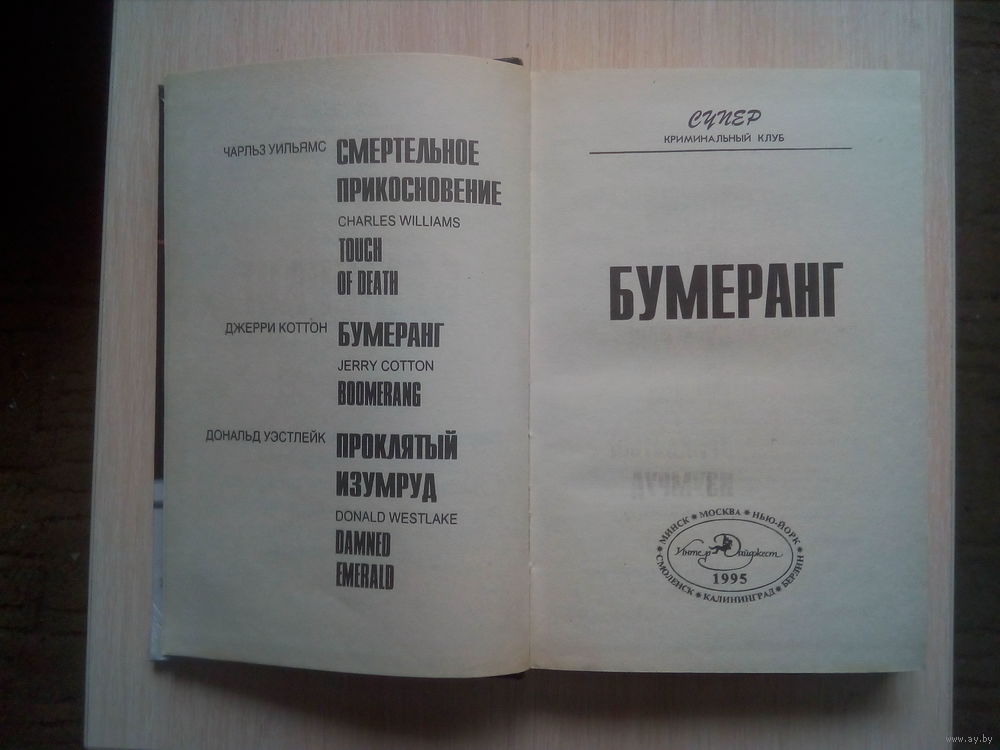 ЧАРЛЬЗ УИЛЬЯМС
СМЕРТЕЛЬНОЕ
ПРИКОСНОВЕНИЕ
CHARLES WILLIAMS
TOUCH
OF DEATH
ДЖЕРРИ КОТТОН
БУМЕРАНГ
JERRY COTTON
BOOMERANG
ДОНАЛЬД УЭСТЛЕЙК
ПРОКЛЯТЫЙ
ИЗУМРУД
DONALD WESTLAKE
DAMNED
EMERALD
СУПЕР
КРИМИНАЛЬНЫЙ КЛУБ
БУМЕРАНГ
МИНСК * МОСКВА * НЬЮ-ЙОРК
Интер Дайджест
1995
* СМОЛЕНСК * КАЛИНИНГРАД * БЕРЛИН *
www.ay.by